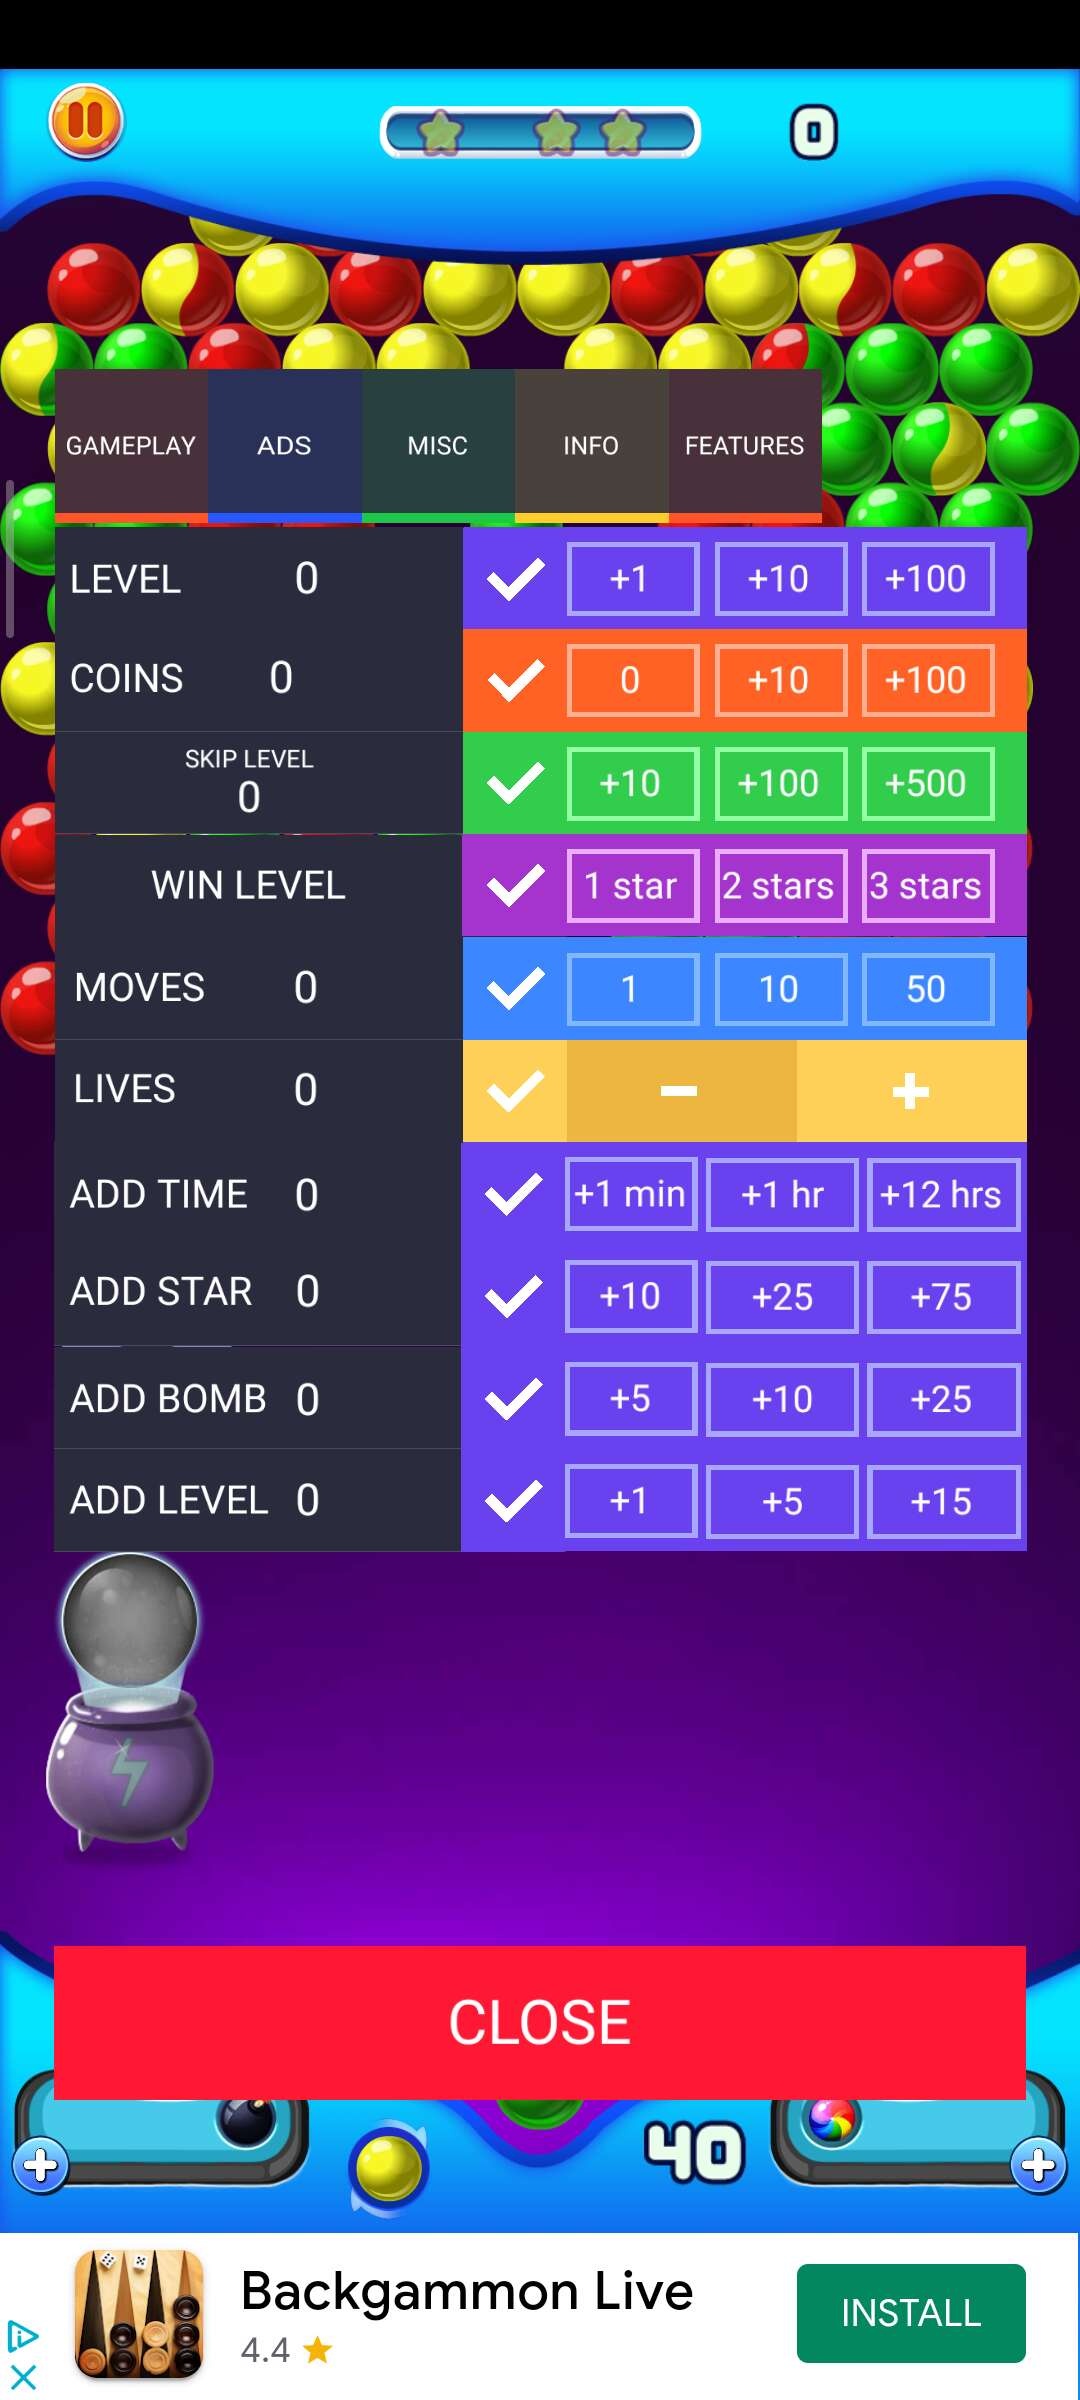 0
GAMEPLAY ADS MISC INFO FEATURES
LEVEL 0 +1 +10 +100
COINS 0 0 +10 +100
SKIP LEVEL
0 +10 +100 +500
WIN LEVEL 1 star 2 stars 3 stars
MOVES 0 1 10 50
LIVES 0 - +
ADD TIME 0 +1 min +1 hr +12 hrs
ADD STAR 0 +10 +25 +75
ADD BOMB 0 +5 +10 +25
ADD LEVEL 0 +1 +5 +15
CLOSE
40
Backgammon Live
4.4
INSTALL